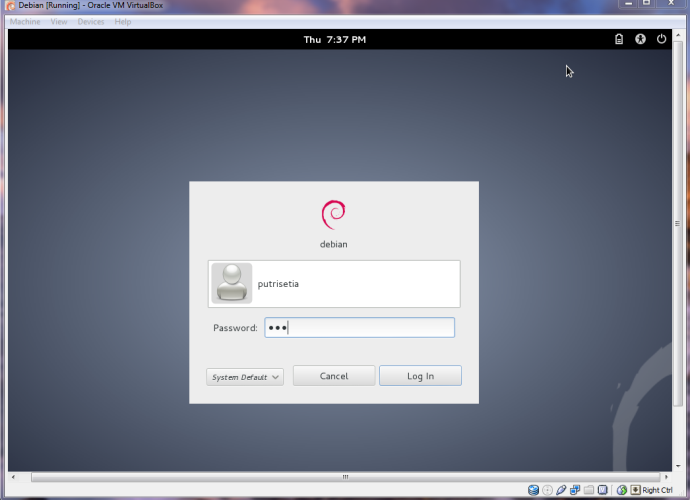 Debian [Running] - Oracle VM VirtualBox
Machine View Devices Help
Thu 7:37 PM
debian
putrisetia
Password: •••
System Default Cancel Log In
Right Ctrl